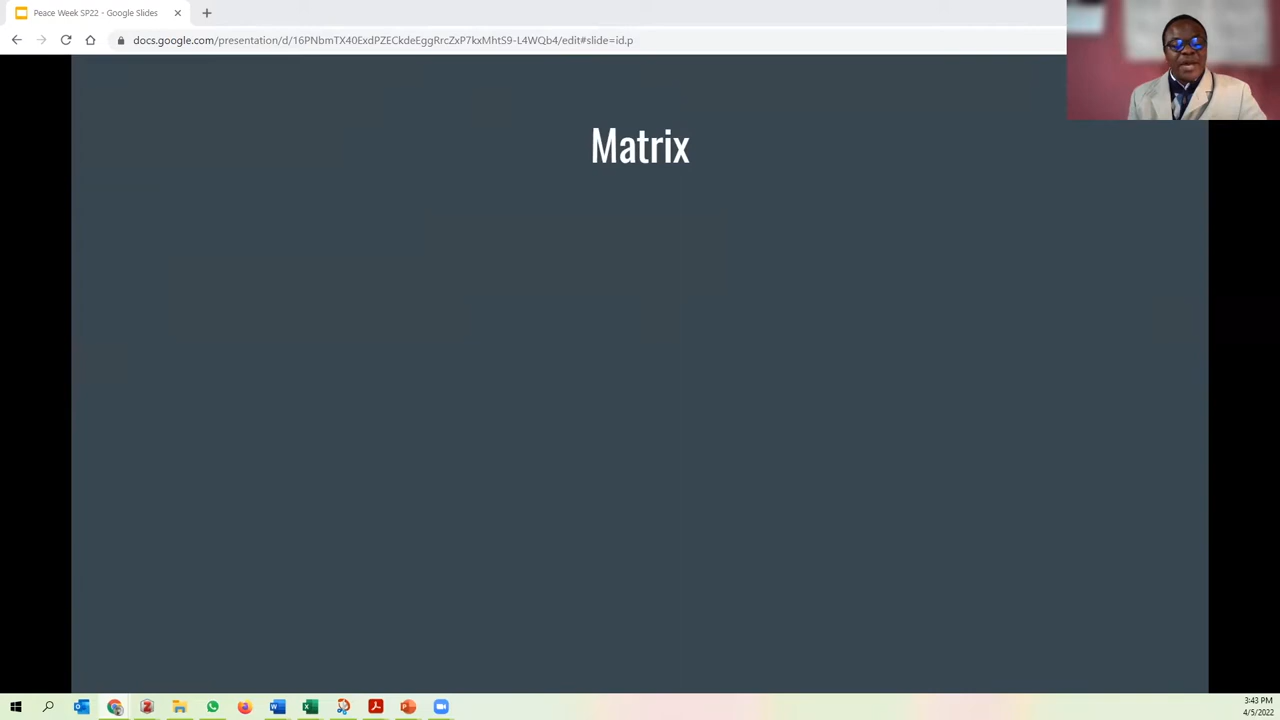 Peace Week SP22 - Google Slides
docs.google.com/presentation/d/16PNbmTX40ExdPZECkdeEggRrcZxP7kxMhtS9-L4WQb4/edit#slide=id.p
Matrix
3:43 PM
4/5/2022